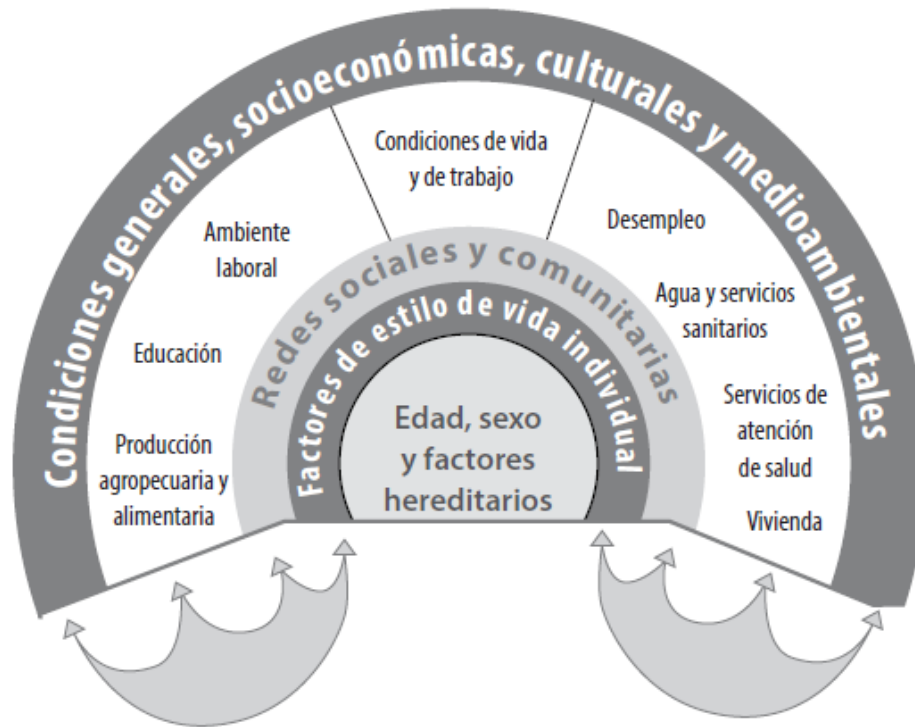 Condiciones generales, socioeconómicas, culturales y medioambientales
Condiciones de vida
y de trabajo
Ambiente
laboral
Educación
Producción
agropecuaria y
alimentaria
Desempleo
Agua y servicios
sanitarios
Servicios de
atención
de salud
Vivienda
Redes sociales y comunitarias
Factores de estilo de vida individual
Edad, sexo
y factores
hereditarios